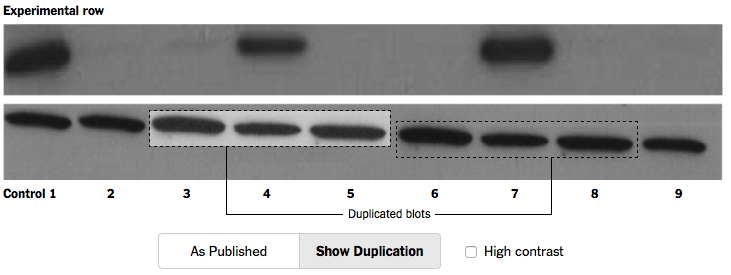 Experimental row
Control 1 2 3 4 5 6 7 8 9
Duplicated blots
As Published Show Duplication High contrast